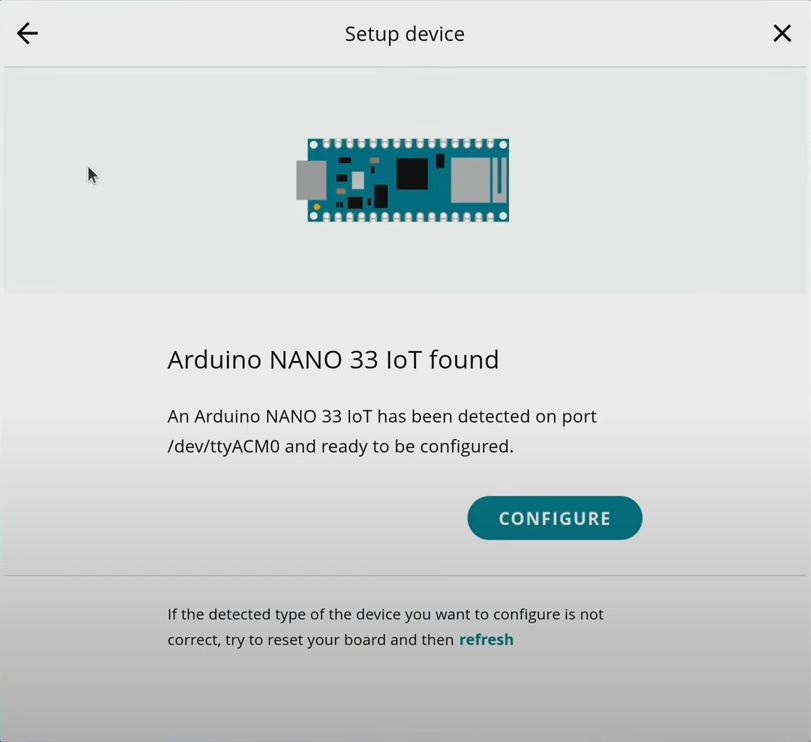 Setup device
Arduino NANO 33 IoT found
An Arduino NANO 33 IoT has been detected on port
/dev/ttyACM0 and ready to be configured.
CONFIGURE
If the detected type of the device you want to configure is not
correct, try to reset your board and then refresh